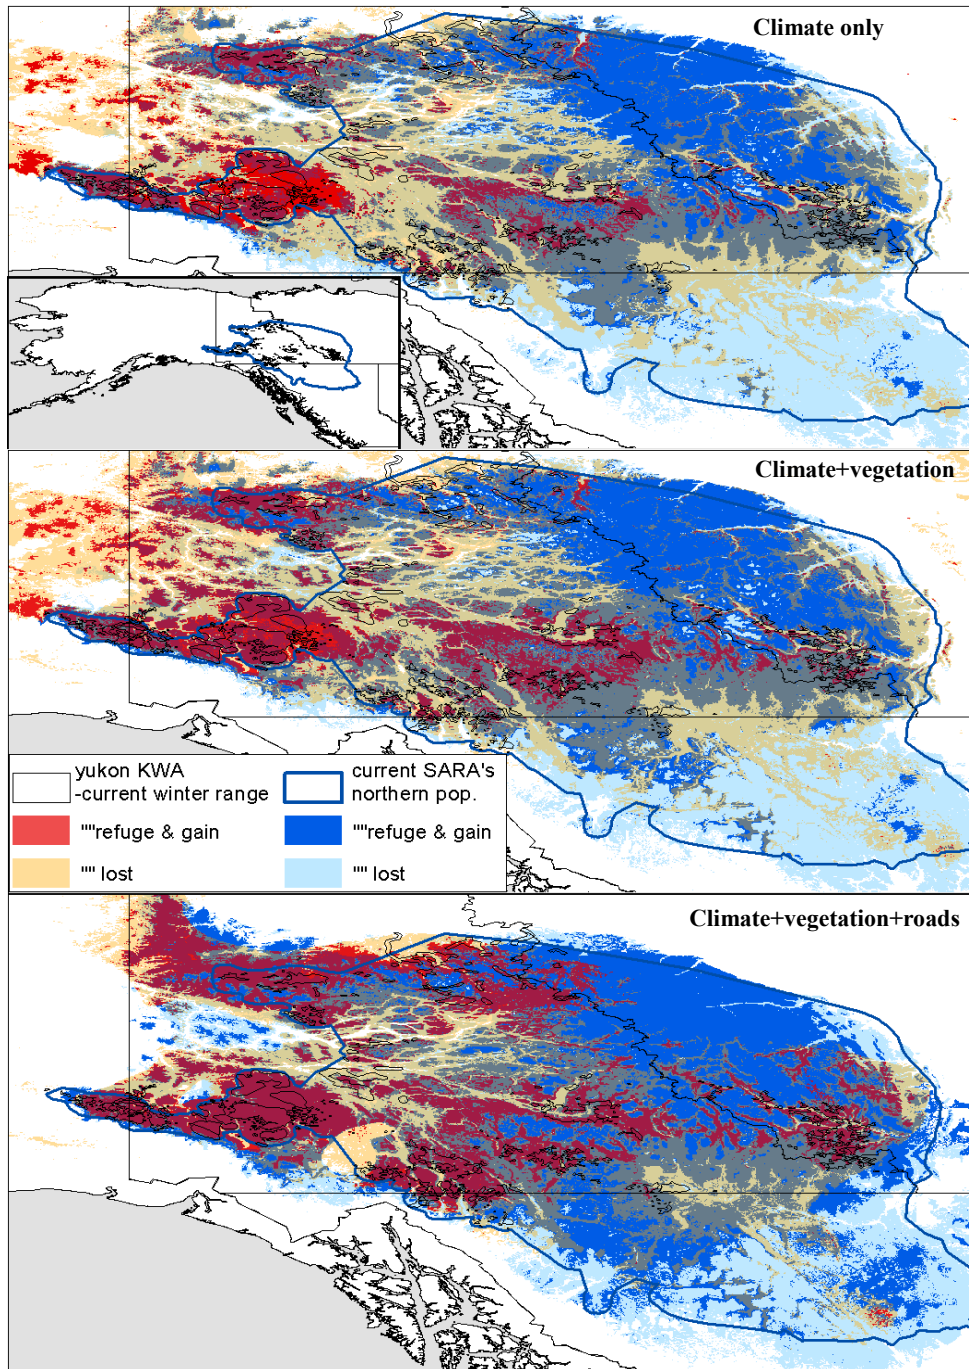 Climate only
Climate+vegetation
yukon KWA
-current winter range
""refuge & gain
"" lost
current SARA's
northern pop.
""refuge & gain
"" lost
Climate+vegetation+roads